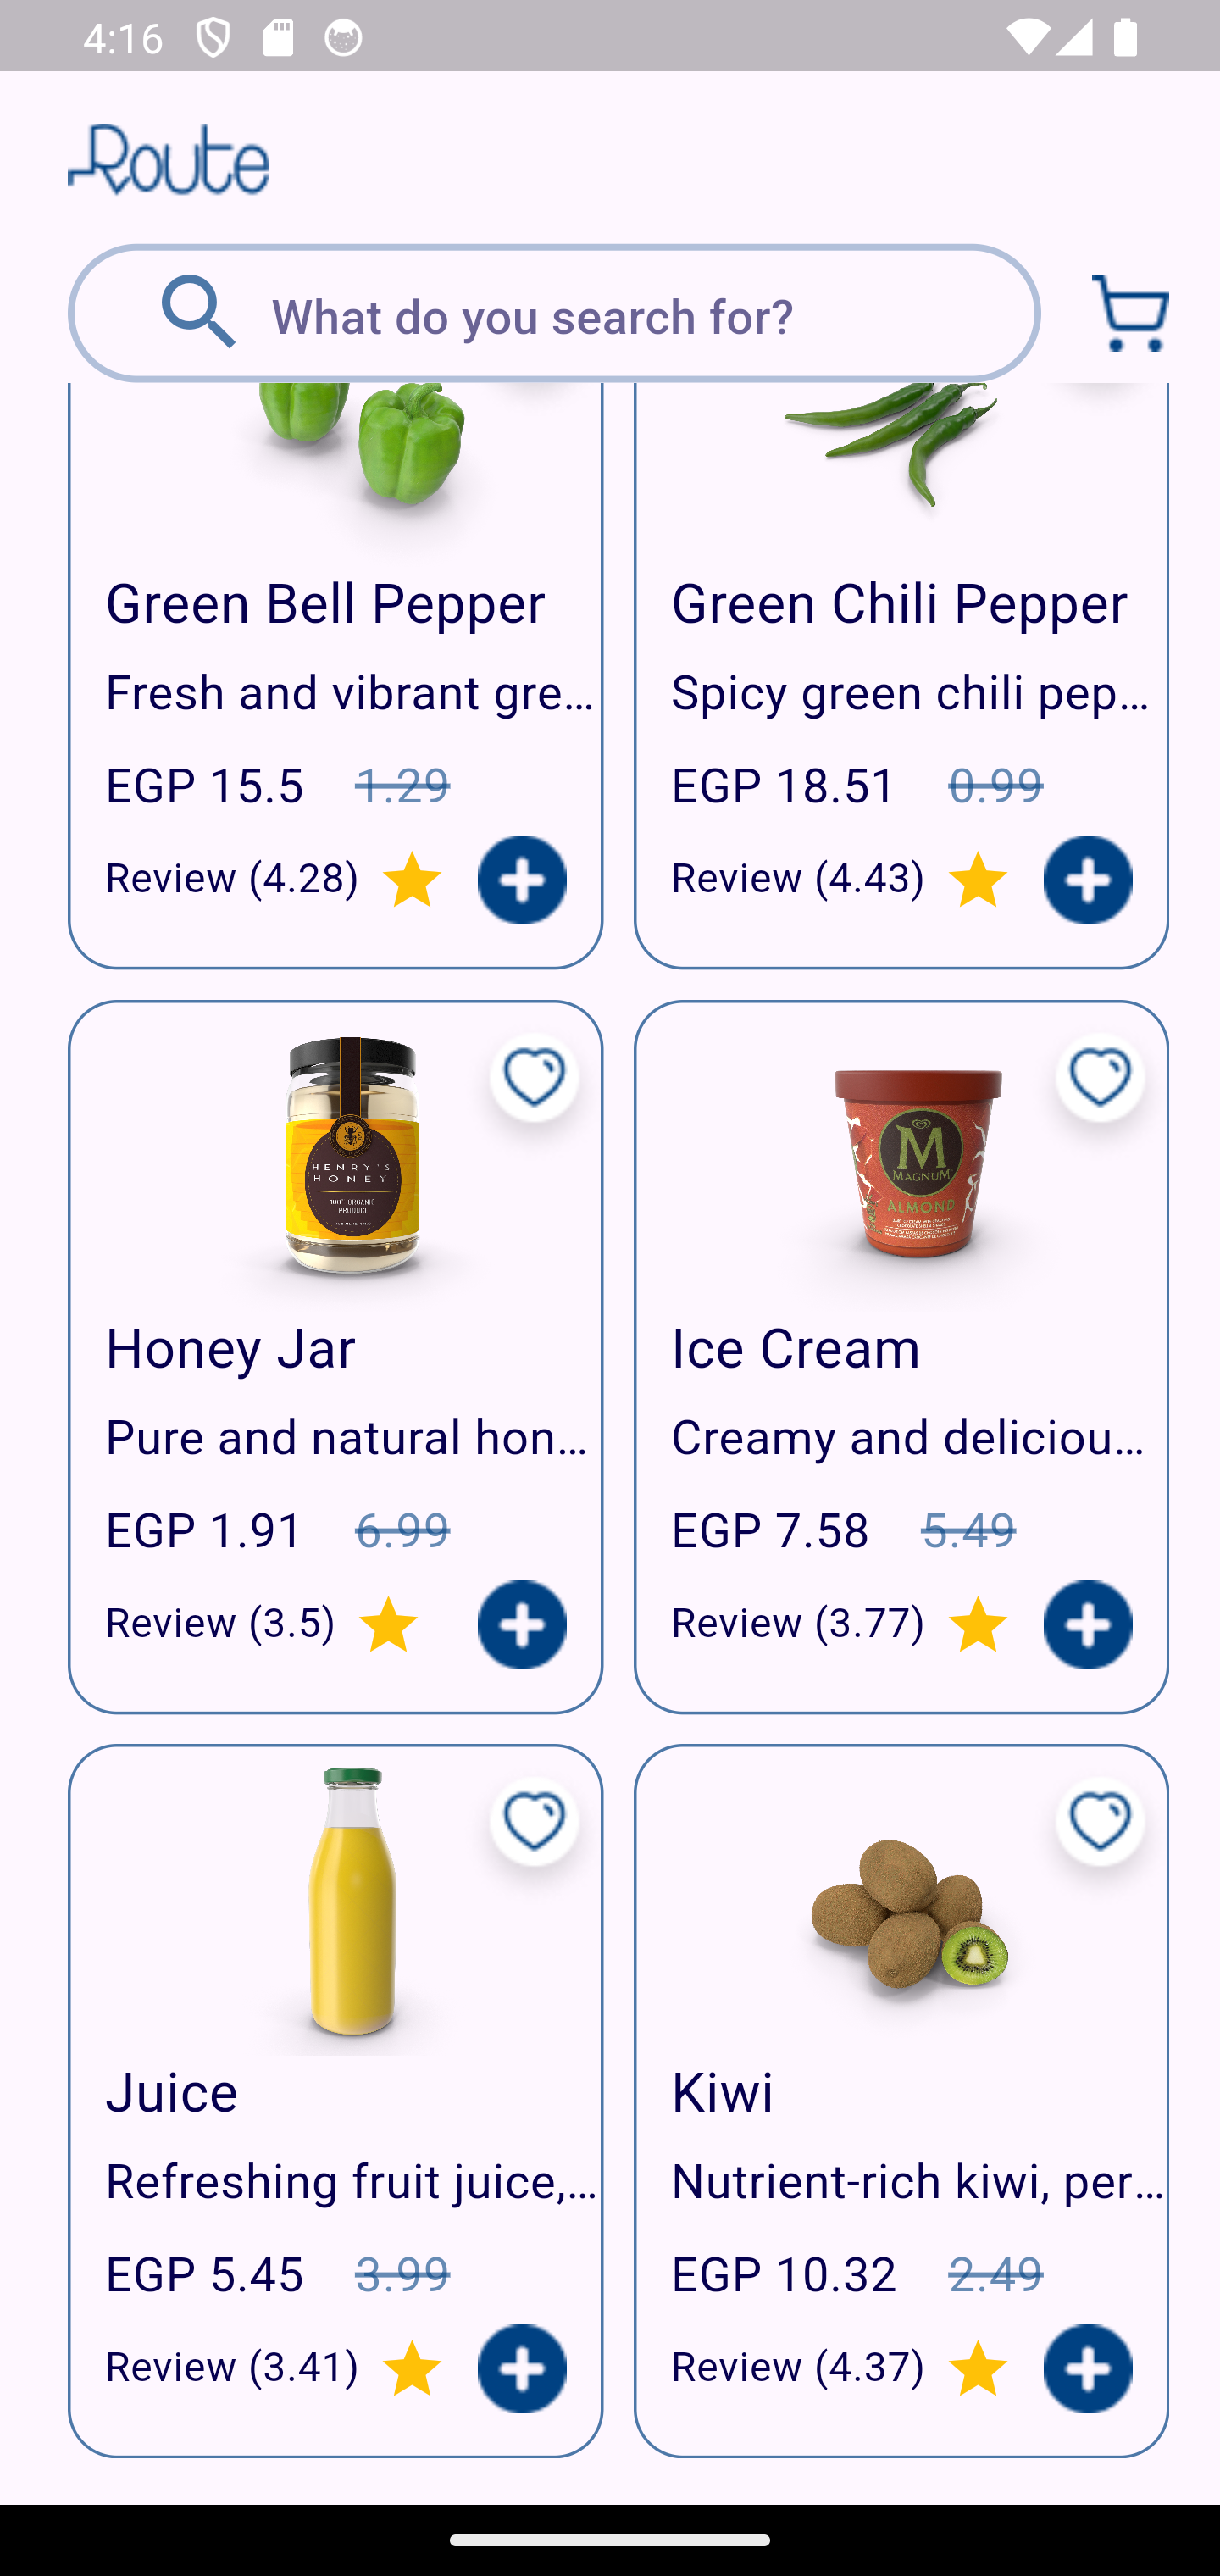 4:16
Route
What do you search for?
Green Bell Pepper
Green Chili Pepper
Fresh and vibrant gre...
Spicy green chili pep...
EGP 15.5 1.29
EGP 18.51 0.99
Review (4.28)
Review (4.43)
HENRY'S
HONEY
100% ORGANIC
PRODUCE
M
MAGNUM
ALMOND
Honey Jar
Ice Cream
Pure and natural hon...
Creamy and deliciou...
EGP 1.91 6.99
EGP 7.58 5.49
Review (3.5)
Review (3.77)
Juice
Kiwi
Refreshing fruit juice,...
Nutrient-rich kiwi, per...
EGP 5.45 3.99
EGP 10.32 2.49
Review (3.41)
Review (4.37)